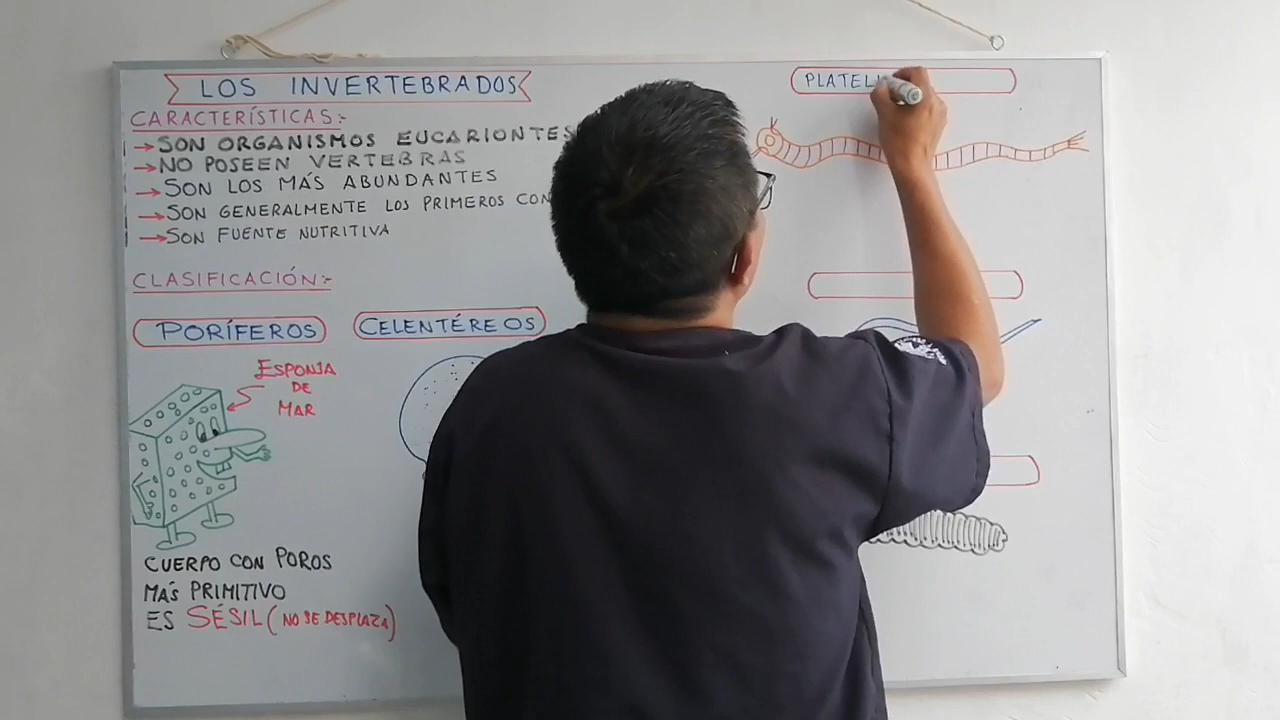 LOS INVERTEBRADOS
CARACTERÍSTICAS:-
→SON ORGANISMOS EUCARIONTES
→NO POSEEN VERTEBRAS
→SON LOS MÁS ABUNDANTES
→SON GENERALMENTE LOS PRIMEROS CON
→SON FUENTE NUTRITIVA
CLASIFICACIÓN:-
PORÍFEROS
ESPONJA
DE
MAR
CUERPO CON POROS
MÁS PRIMITIVO
ES SÉSIL (NO SE DESPLAZA)
CELENTÉREOS
PLATEL